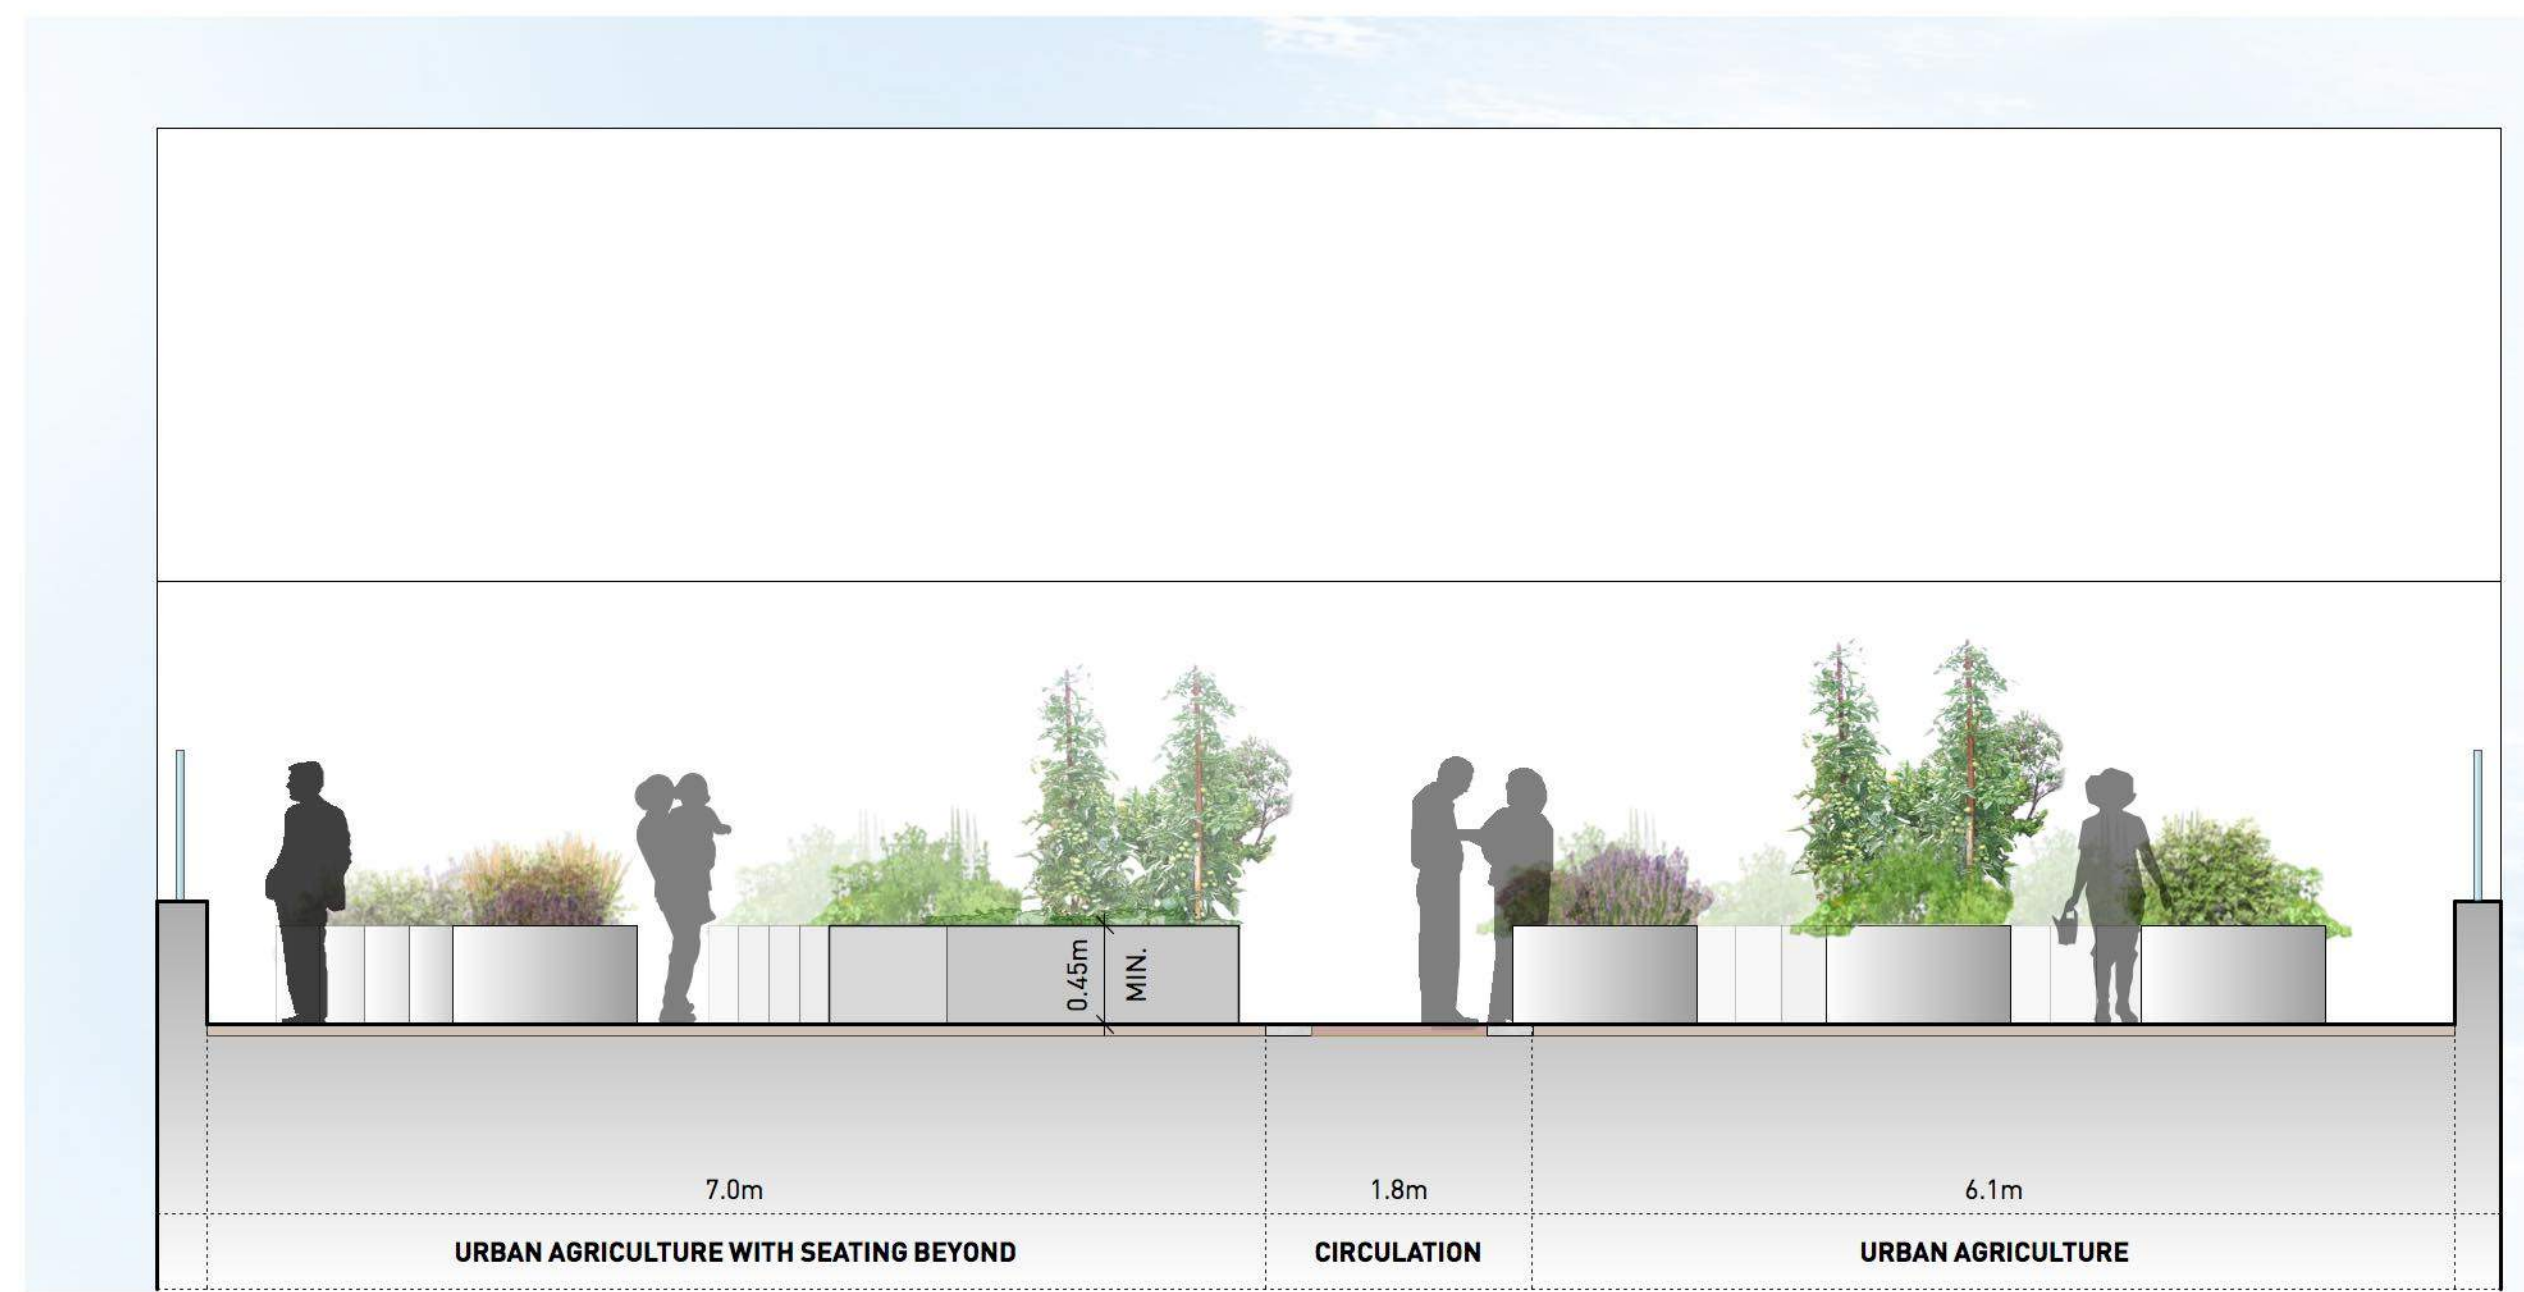 0.45m
MIN.
7.0m
1.8m
6.1m
URBAN AGRICULTURE WITH SEATING BEYOND
CIRCULATION
URBAN AGRICULTURE